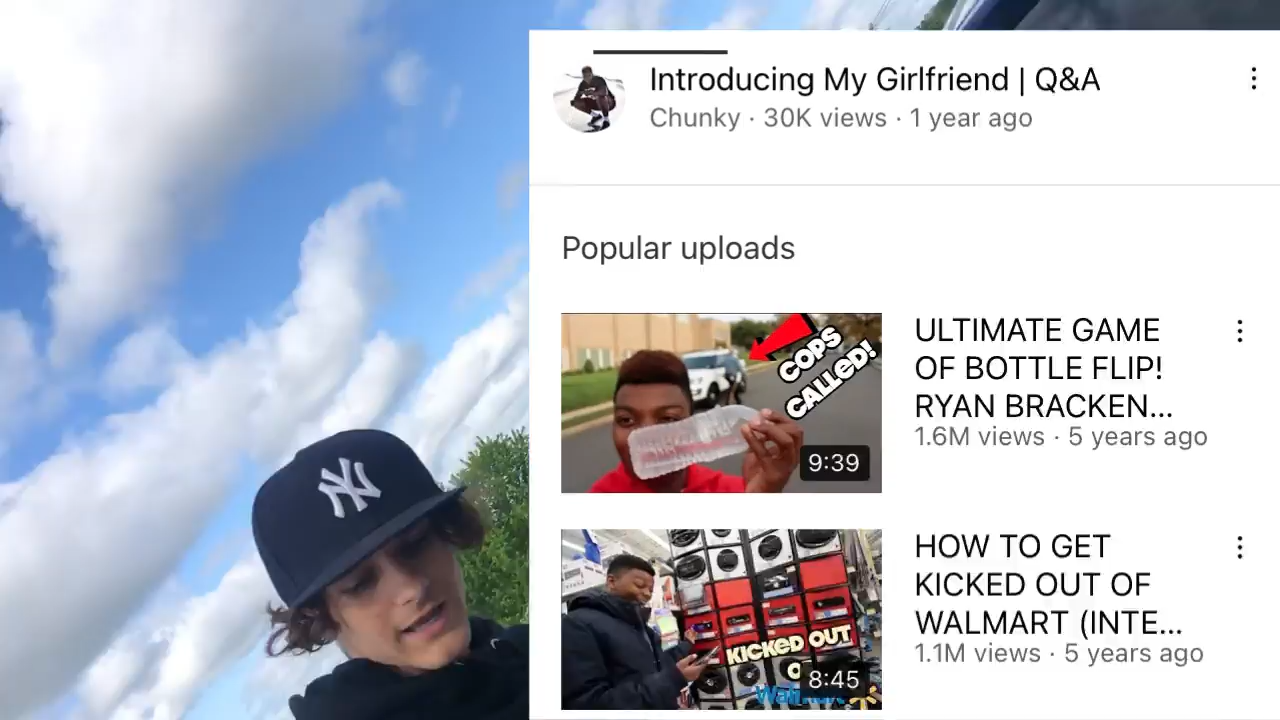 Introducing My Girlfriend | Q&A
Chunky · 30K views · 1 year ago
Popular uploads
COPS
CALLED!
9:39
ULTIMATE GAME
OF BOTTLE FLIP!
RYAN BRACKEN...
1.6M views · 5 years ago
KICKED OUT
8:45
HOW TO GET
KICKED OUT OF
WALMART (INTE...
1.1M views · 5 years ago
NY